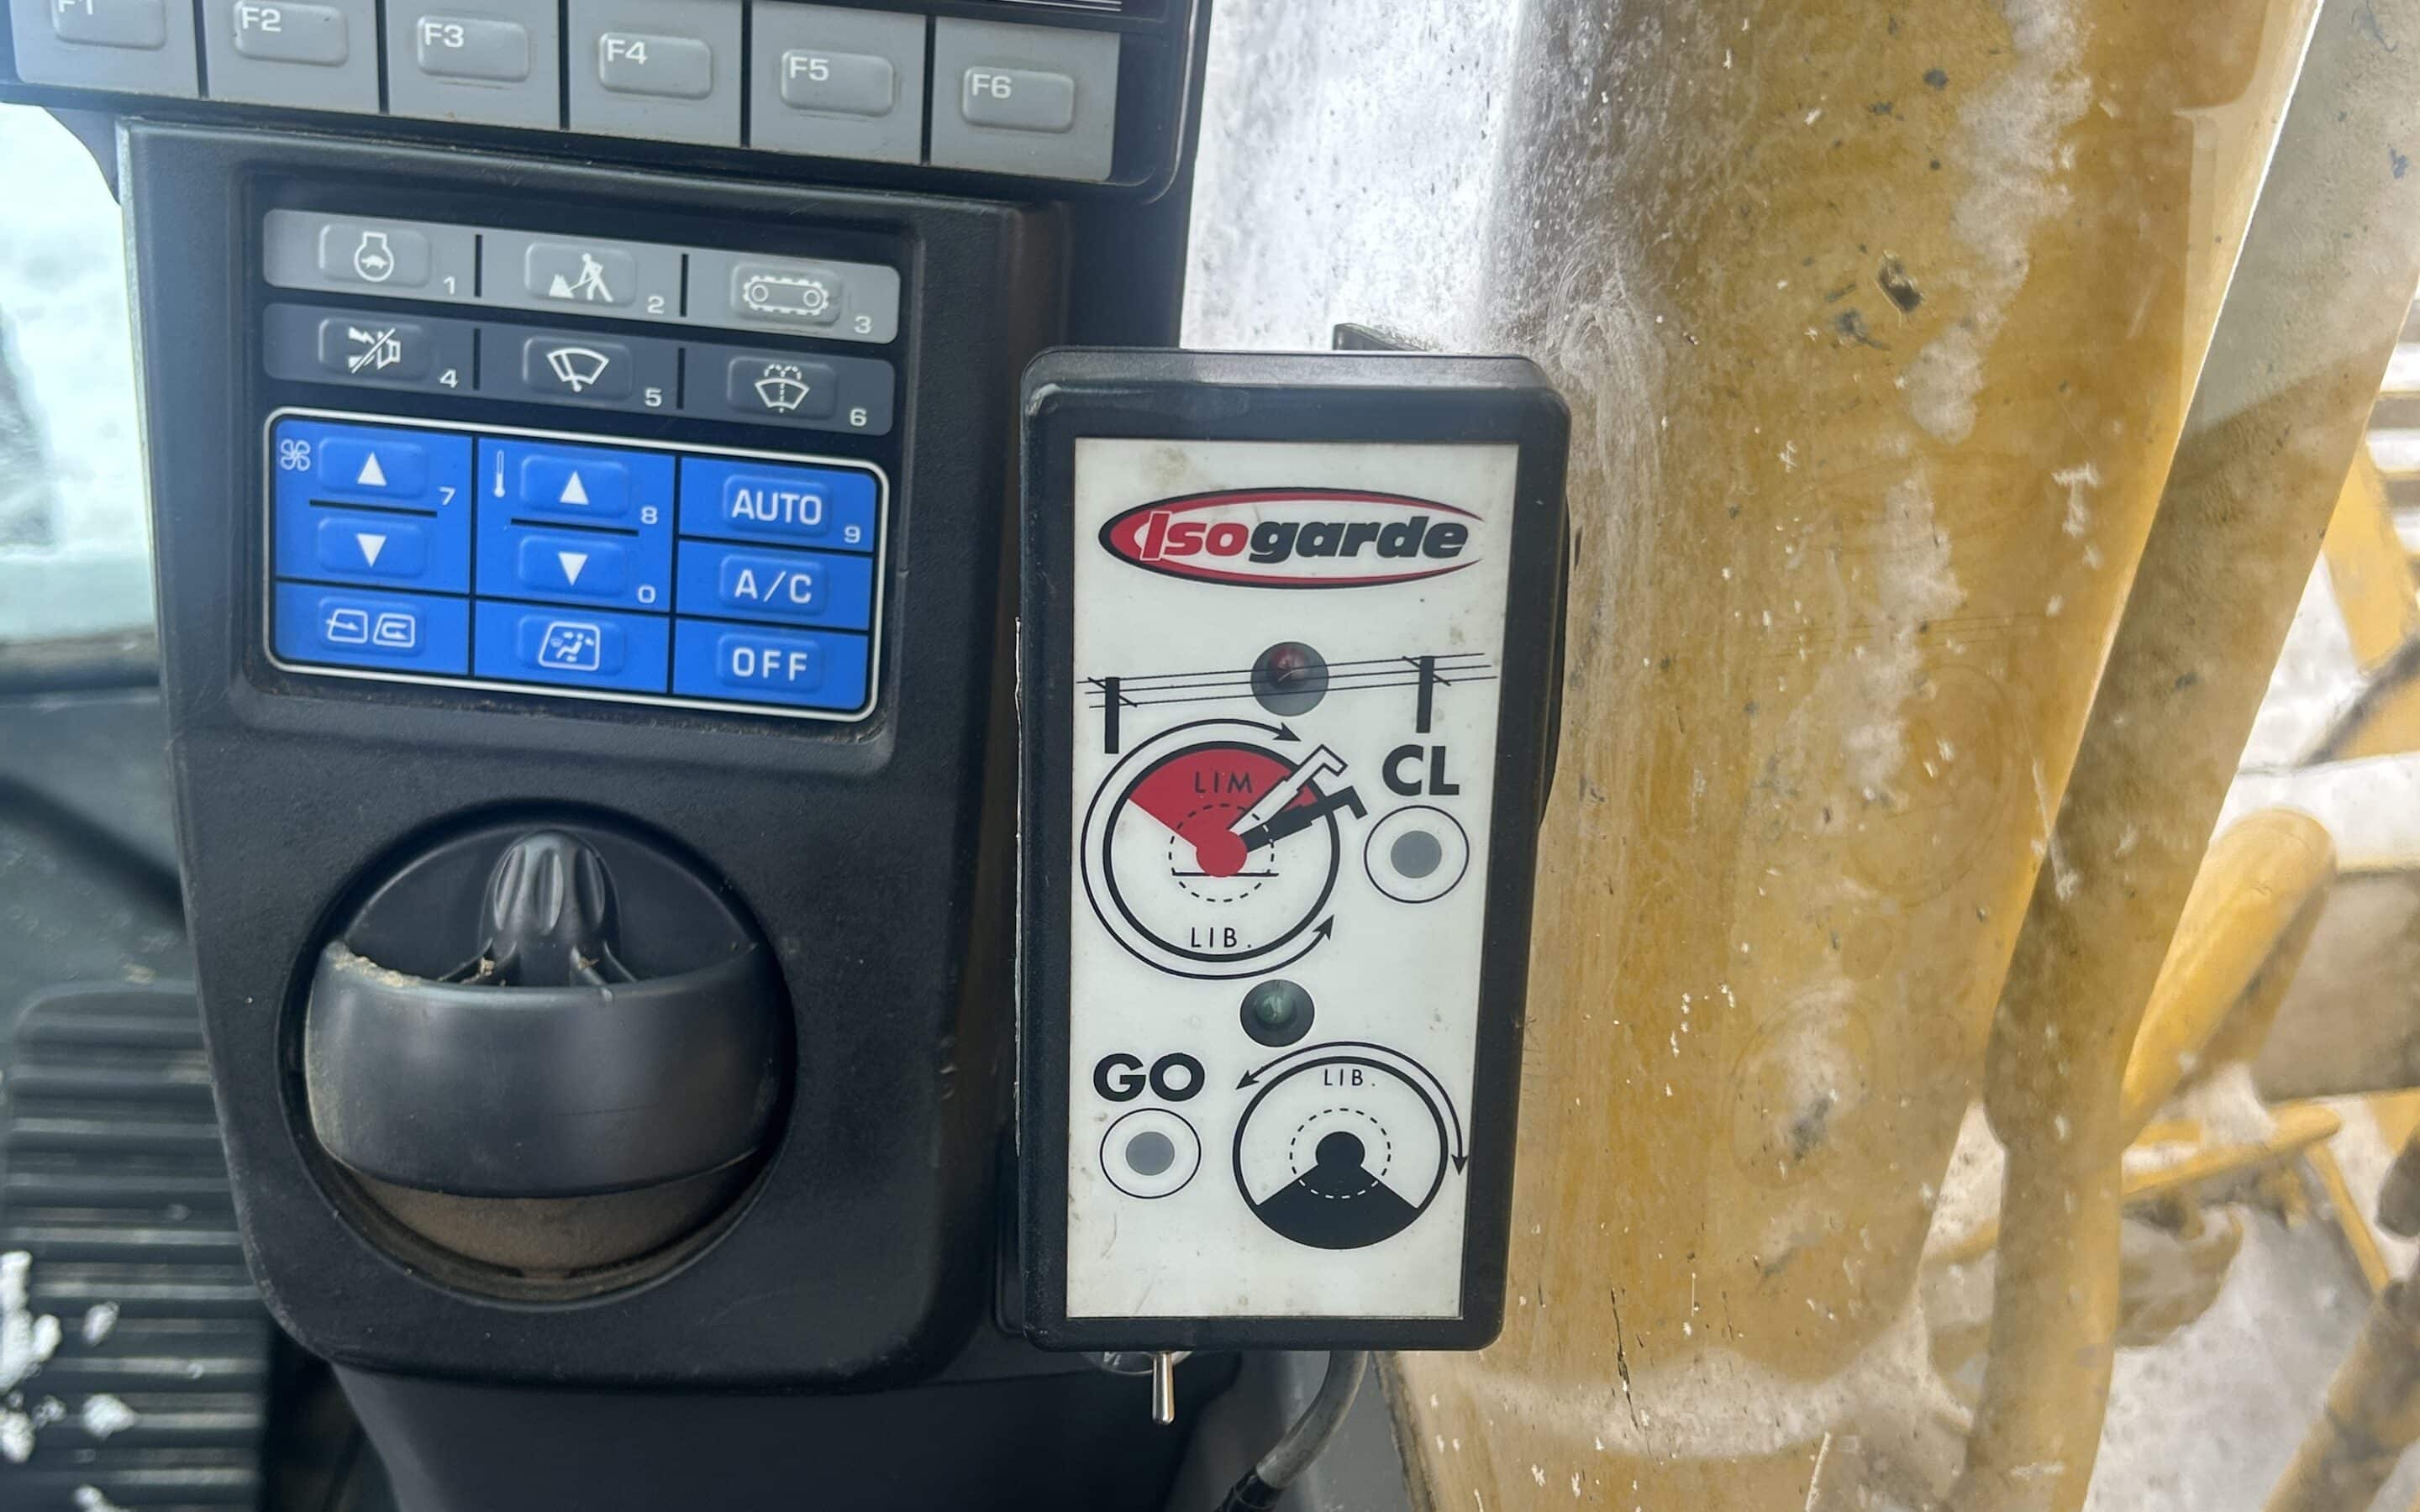 F1 F2 F3 F4 F5 F6
1 2 3
4 5 6
7 8 AUTO 9
0 A/C
OFF
Isogarde
LIM
CL
LIB.
GO
LIB.